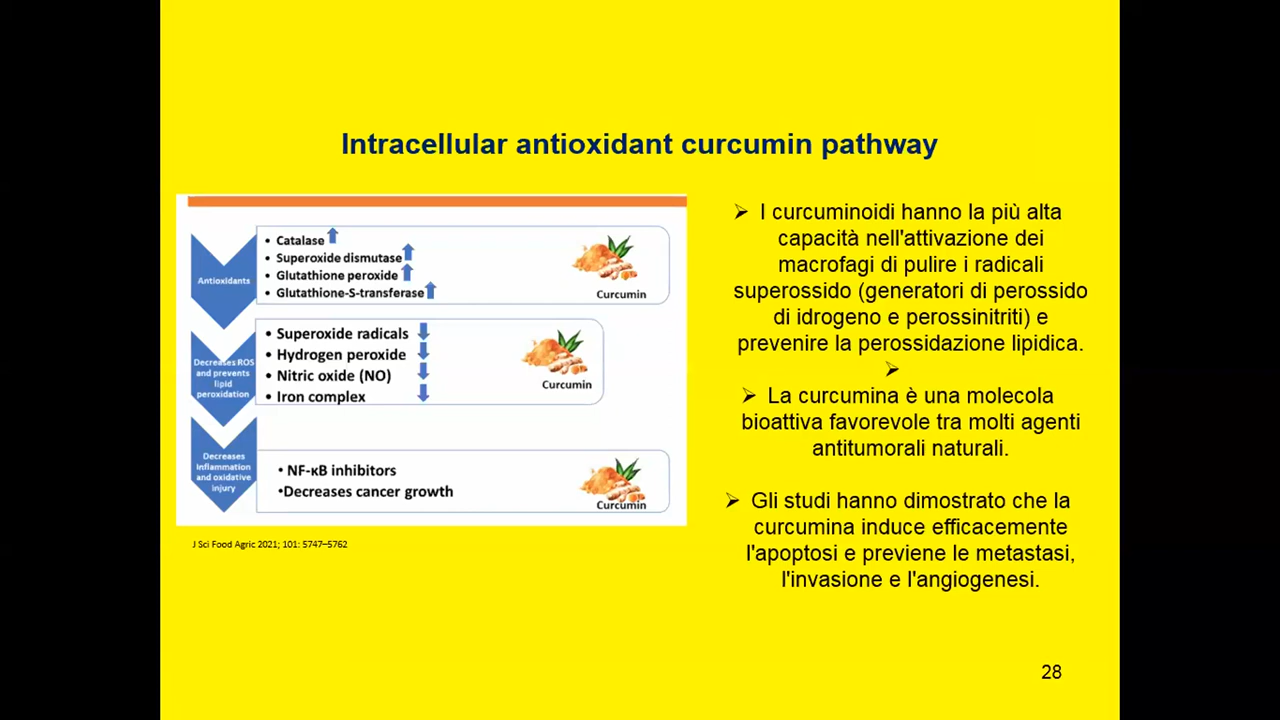 Intracellular antioxidant curcumin pathway
Antioxidants
• Catalase
• Superoxide dismutase
• Glutathione peroxide
• Glutathione-S-transferase
Curcumin
Decreases ROS
and prevents
lipid
peroxidation
• Superoxide radicals
• Hydrogen peroxide
• Nitric oxide (NO)
• Iron complex
Curcumin
Decreases
inflammation
and oxidative
injury
• NF-κB inhibitors
•Decreases cancer growth
Curcumin
J Sci Food Agric 2021; 101: 5747–5762
➢ I curcuminoidi hanno la più alta
capacità nell'attivazione dei
macrofagi di pulire i radicali
superossido (generatori di perossido
di idrogeno e perossinitriti) e
prevenire la perossidazione lipidica.
➢
➢ La curcumina è una molecola
bioattiva favorevole tra molti agenti
antitumorali naturali.
➢ Gli studi hanno dimostrato che la
curcumina induce efficacemente
l'apoptosi e previene le metastasi,
l'invasione e l'angiogenesi.
28